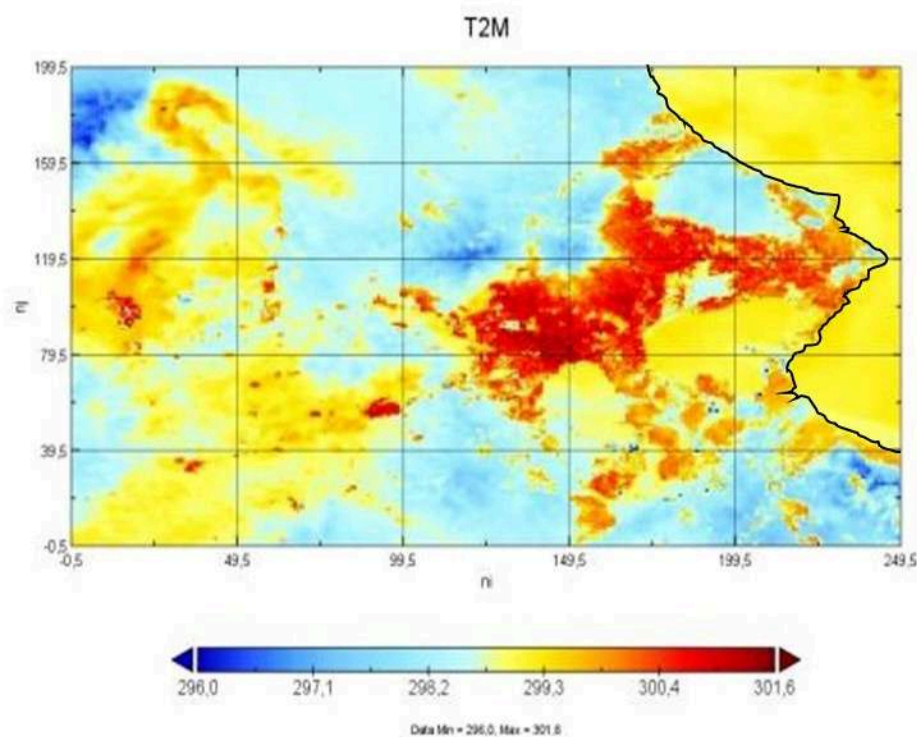 T2M
199,5
159,5
119,5
79,5
39,5
-0,5
nj
-0,5 49,5 99,5 149,5 199,5 249,5
ni
296,0 297,1 298,2 299,3 300,4 301,6
Data Min = 296,0, Max = 301,6